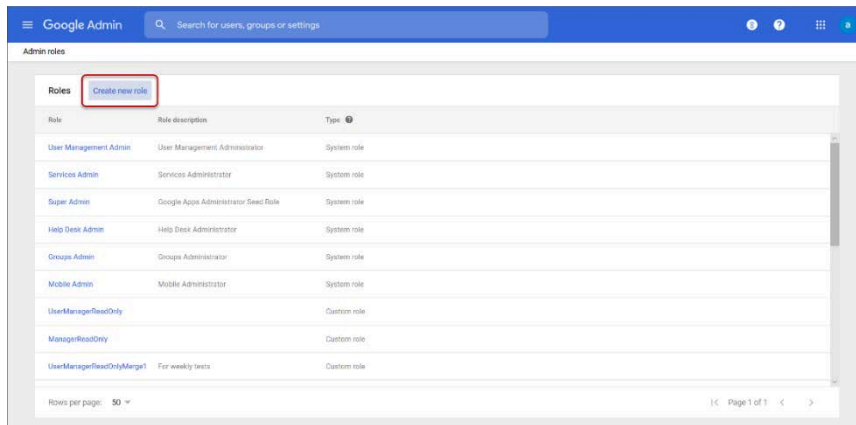 Google Admin
Search for users, groups or settings
a
Admin roles
Roles Create new role
Role Role description Type
User Management Admin User Management Administrator System role
Services Admin Services Administrator System role
Super Admin Google Apps Administrator Seed Role System role
Help Desk Admin Help Desk Administrator System role
Groups Admin Groups Administrator System role
Mobile Admin Mobile Administrator System role
UserManagerReadOnly Custom role
ManagerReadOnly Custom role
UserManagerReadOnlyMerge1 For weekly tests Custom role
Rows per page: 50 Page 1 of 1